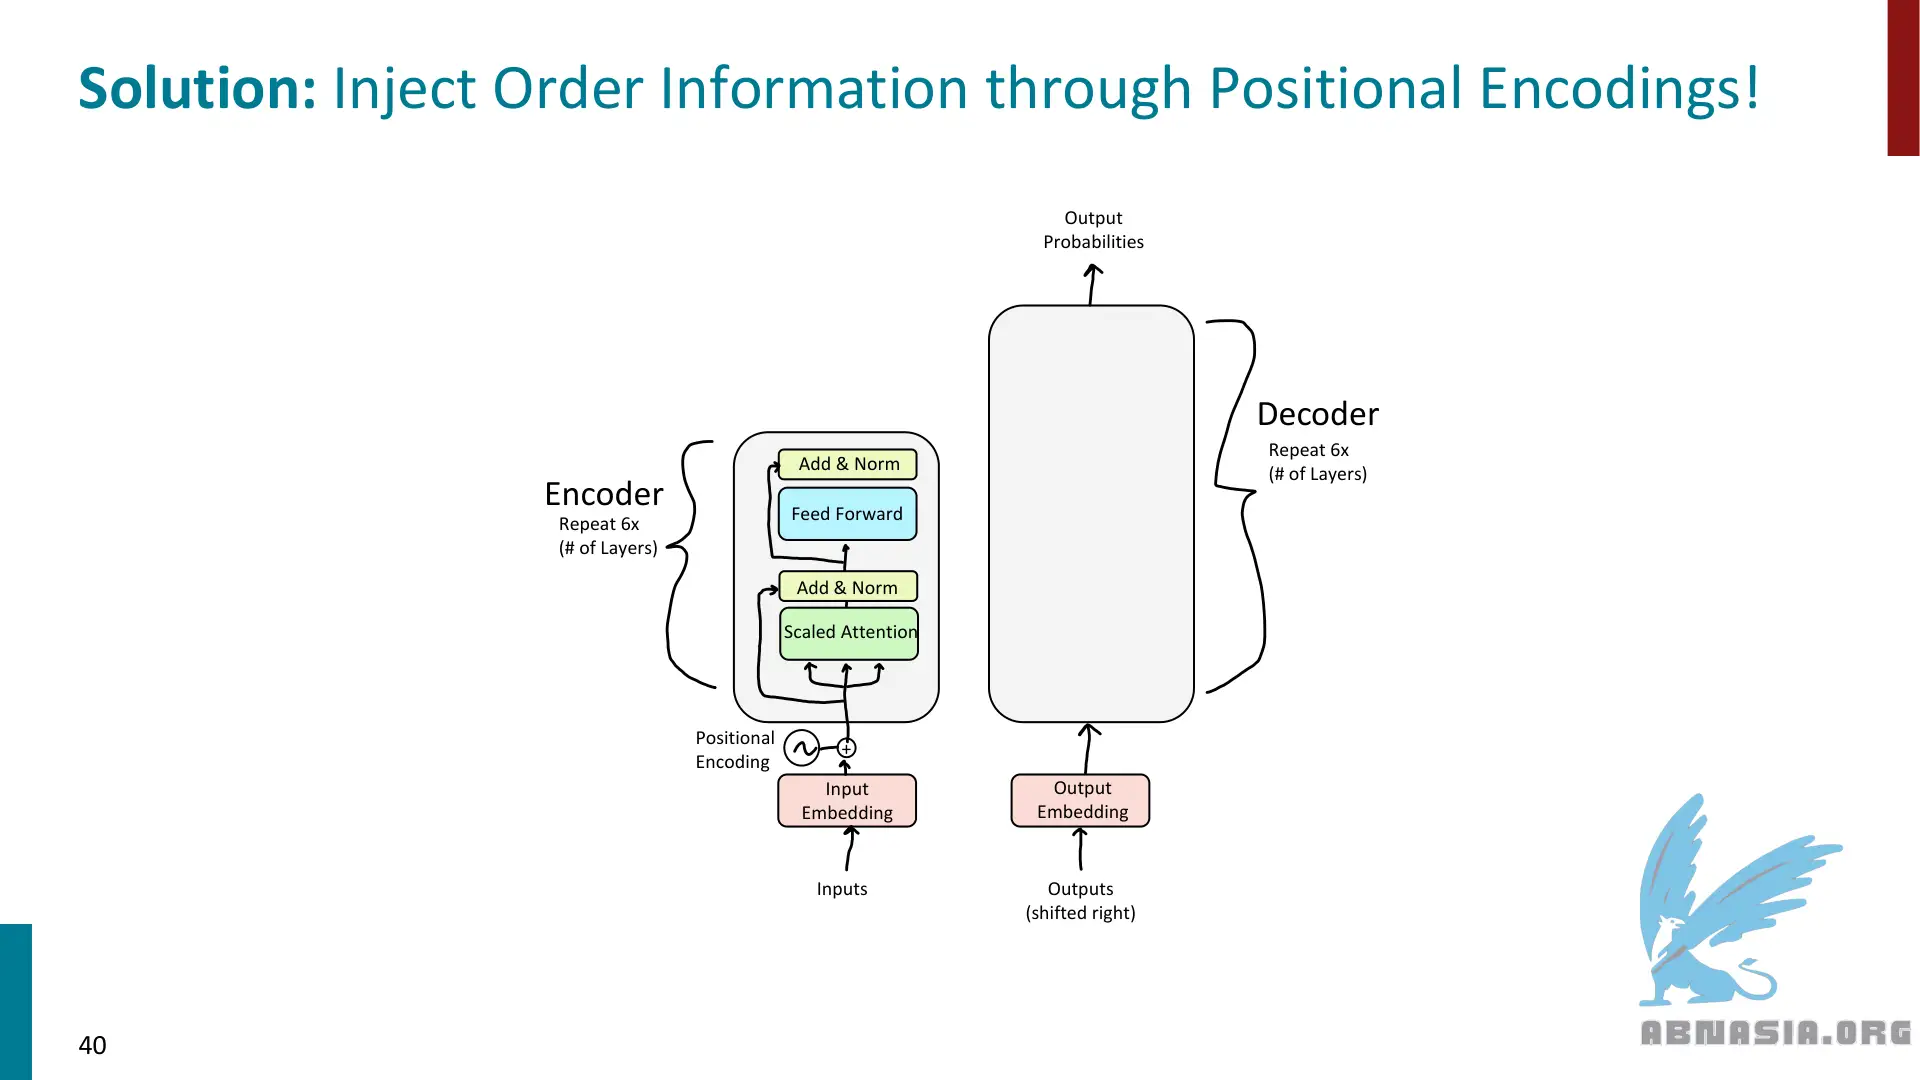 Solution: Inject Order Information through Positional Encodings!
Output
Probabilities
Decoder
Repeat 6x
(# of Layers)
Encoder
Repeat 6x
(# of Layers)
Add & Norm
Feed Forward
Add & Norm
Scaled Attention
Positional
Encoding
+
Input
Embedding
Output
Embedding
Inputs
Outputs
(shifted right)
40
ABNASIA.ORG